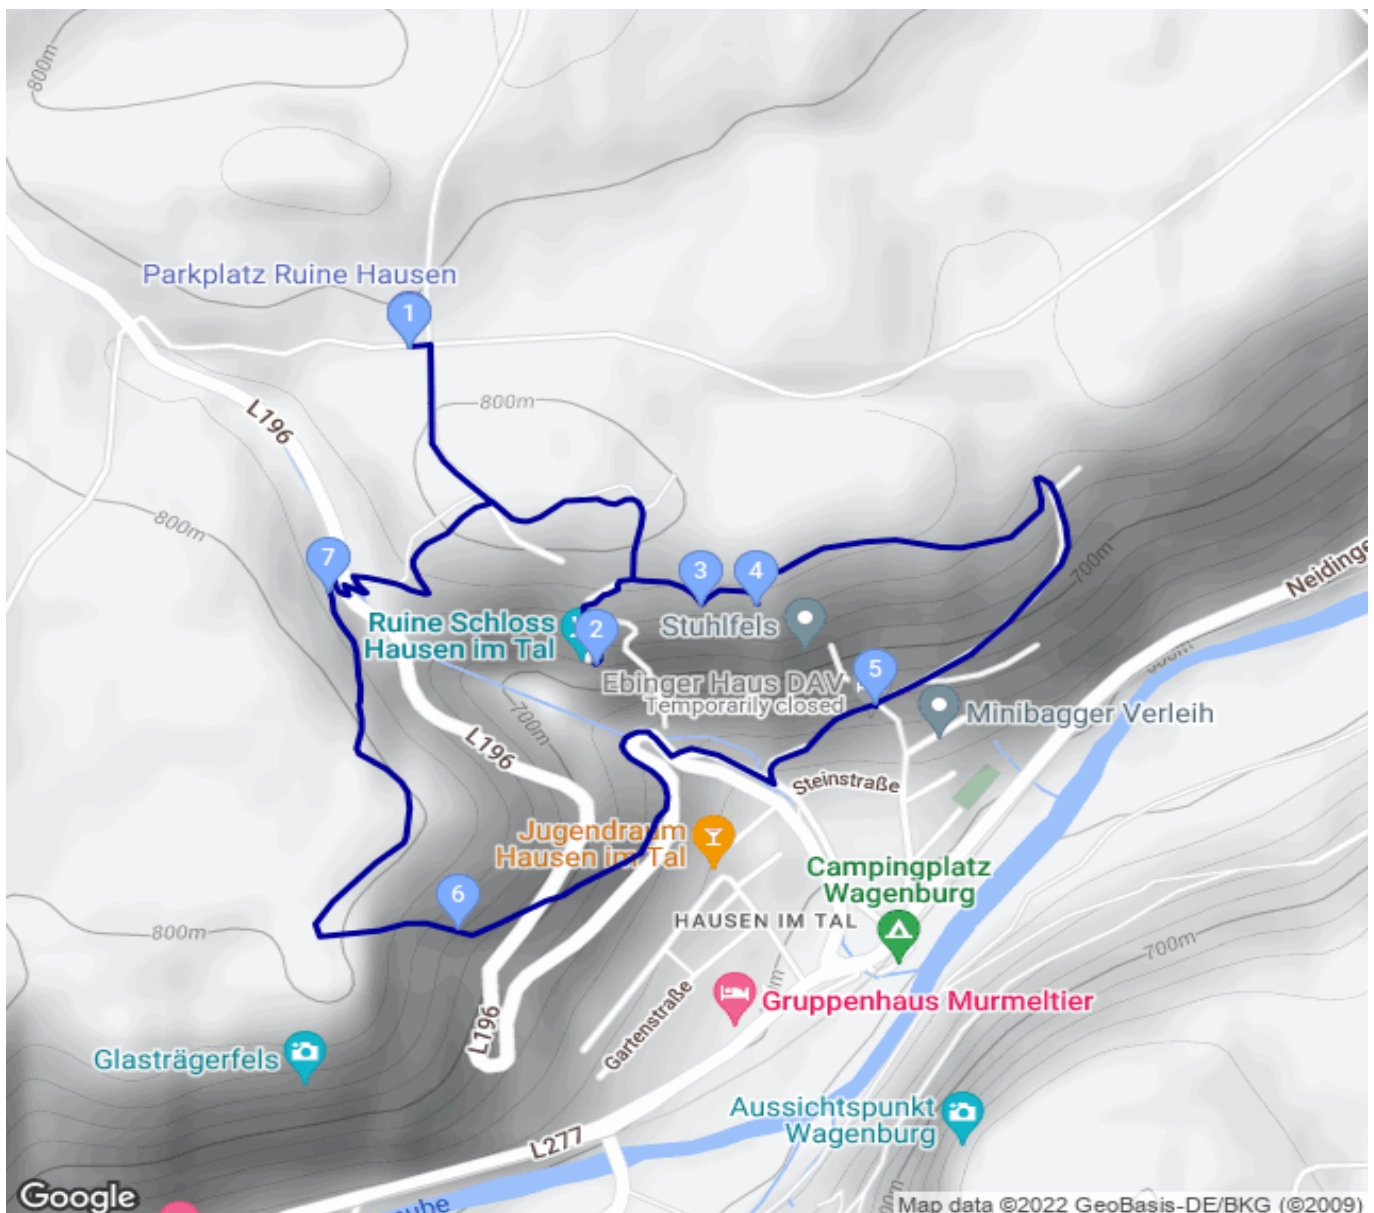 800m
Parkplatz Ruine Hausen
1
800m
L196
800m
7
3
4
700m
Neidinge
Ruine Schloss
Hausen im Tal
2
Stuhlfels
5
Ebinger Haus DAV
Temporarily closed
P
600m
Minibagger Verleih
700m
L196
Steinstraße
Jugendraum
Hausen im Tal
Campingplatz
Wagenburg
6
HAUSEN IM TAL
800m
700m
Gruppenhaus Murmeltier
L196
Gartenstraße
Glasträgerfels
Aussichtspunkt
Wagenburg
L277
Google
ube
Map data ©2022 GeoBasis-DE/BKG (©2009)